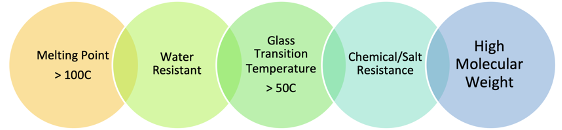 Melting Point
> 100C
Water
Resistant
Glass
Transition
Temperature
> 50C
Chemical/Salt
Resistance
High
Molecular
Weight